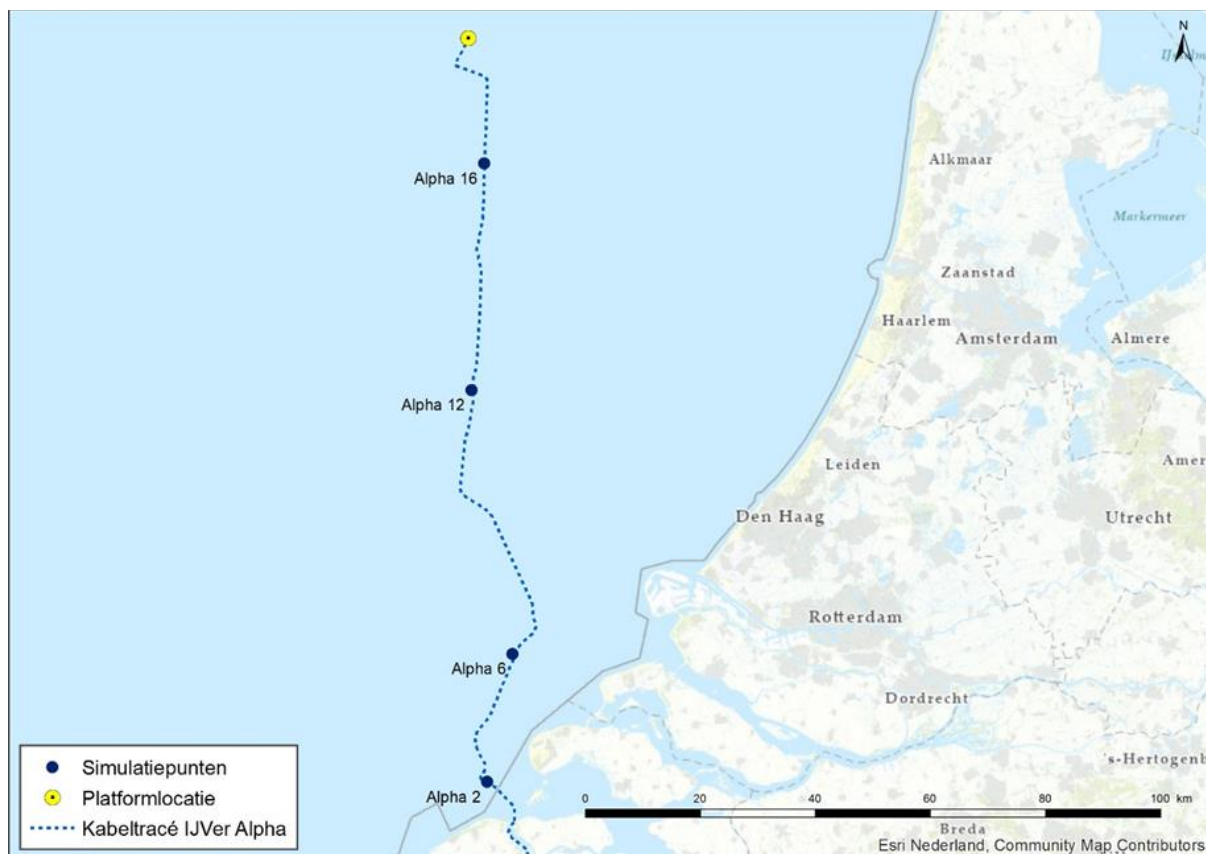 N
IJsselm
Alkmaar
Alpha 16
Markermeer
Zaanstad
Haarlem
Amsterdam
Almere
Alpha 12
Leiden
Amer
Den Haag
Utrecht
Rotterdam
Alpha 6
Dordrecht
's-Hertogenb
Simulatiepunten
Platformlocatie
Kabeltracé IJVer Alpha
Alpha 2
0 20 40 60 80 100 km
Breda
Esri Nederland, Community Map Contributors